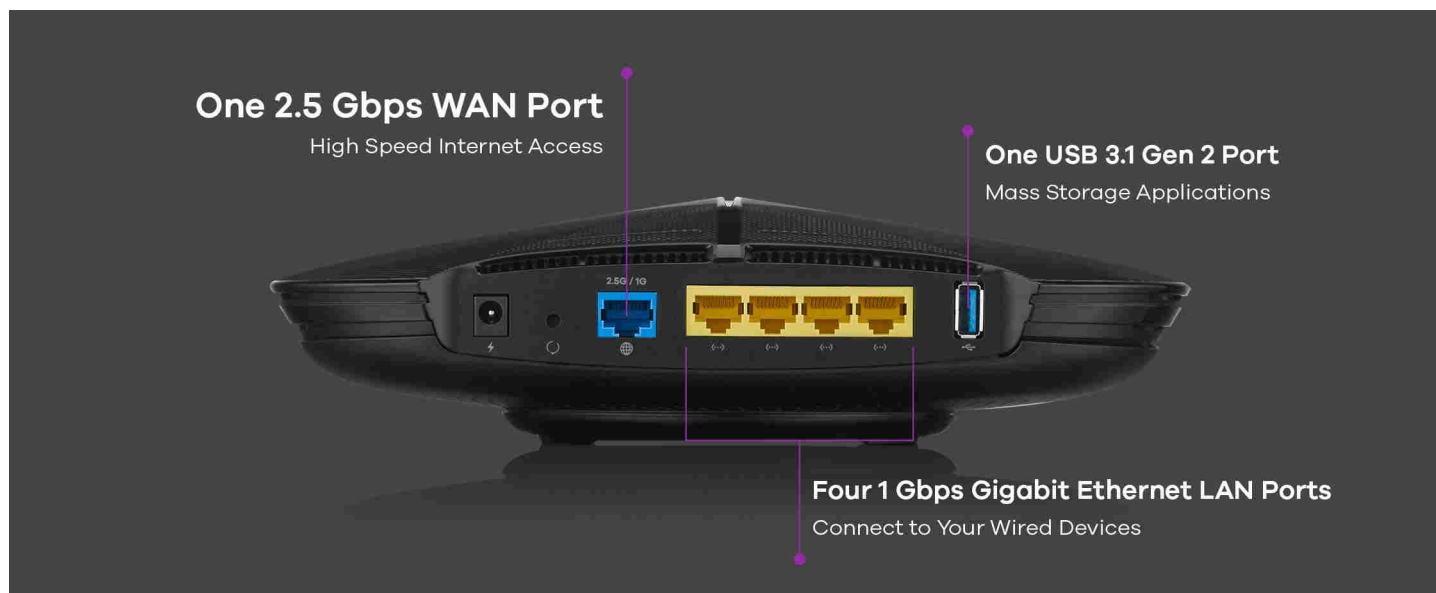 One 2.5 Gbps WAN Port
High Speed Internet Access
One USB 3.1 Gen 2 Port
Mass Storage Applications
2.5G / 1G
Four 1 Gbps Gigabit Ethernet LAN Ports
Connect to Your Wired Devices